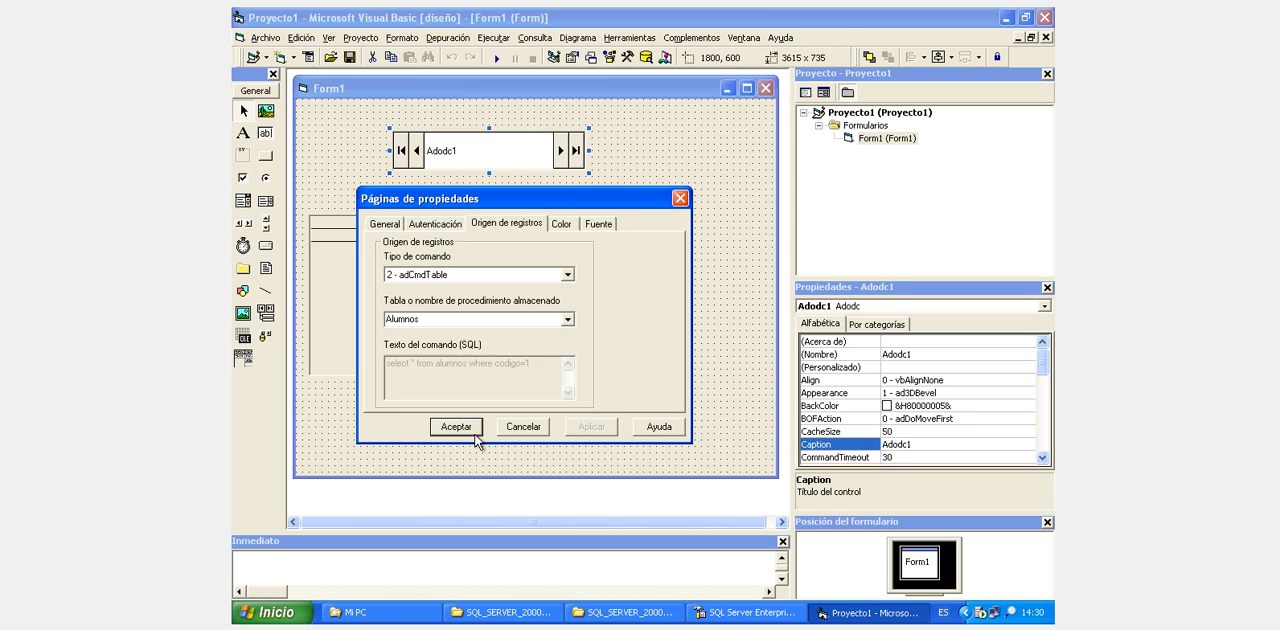 Proyecto1 - Microsoft Visual Basic [diseño] - [Form1 (Form)]
Archivo Edición Ver Proyecto Formato Depuración Ejecutar Consulta Diagrama Herramientas Complementos Ventana Ayuda
1800, 600 3615 x 735
General
Form1
Adodc1
Páginas de propiedades
General Autenticación Origen de registros Color Fuente
Origen de registros
Tipo de comando
2 - adCmdTable
Tabla o nombre de procedimiento almacenado
Alumnos
Texto del comando (SQL)
select * from alumnos where codigo=1
Aceptar Cancelar Aplicar Ayuda
Proyecto - Proyecto1
Proyecto1 (Proyecto1)
Formularios
Form1 (Form1)
Propiedades - Adodc1
Adodc1 Adodc
Alfabética Por categorías
(Acerca de)
(Nombre) Adodc1
(Personalizado)
Align 0 - vbAlignNone
Appearance 1 - ad3DBevel
BackColor &H80000005&
BOFAction 0 - adDoMoveFirst
CacheSize 50
Caption Adodc1
CommandTimeout 30
Caption
Título del control
Posición del formulario
Form1
Inmediato
Inicio Mi PC SQL_SERVER_2000... SQL_SERVER_2000... SQL Server Enterpri... Proyecto1 - Microso... ES 14:30